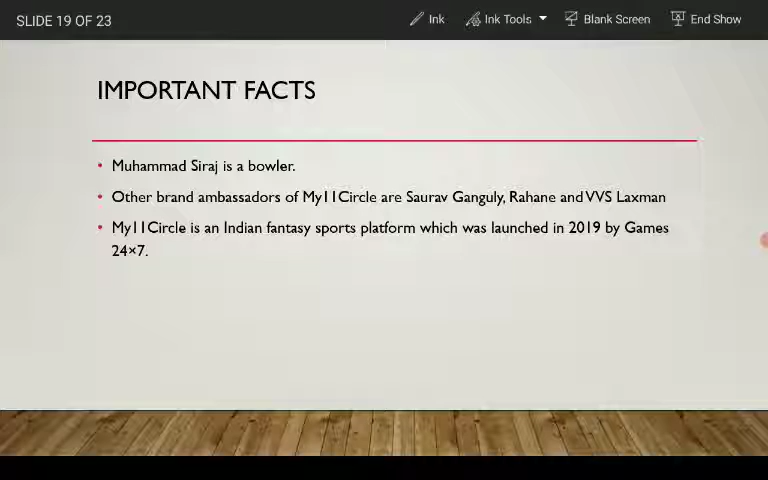 SLIDE 19 OF 23
Ink
Ink Tools
Blank Screen
End Show
IMPORTANT FACTS
• Muhammad Siraj is a bowler.
• Other brand ambassadors of My11Circle are Saurav Ganguly, Rahane and VVS Laxman
• My11Circle is an Indian fantasy sports platform which was launched in 2019 by Games
24×7.